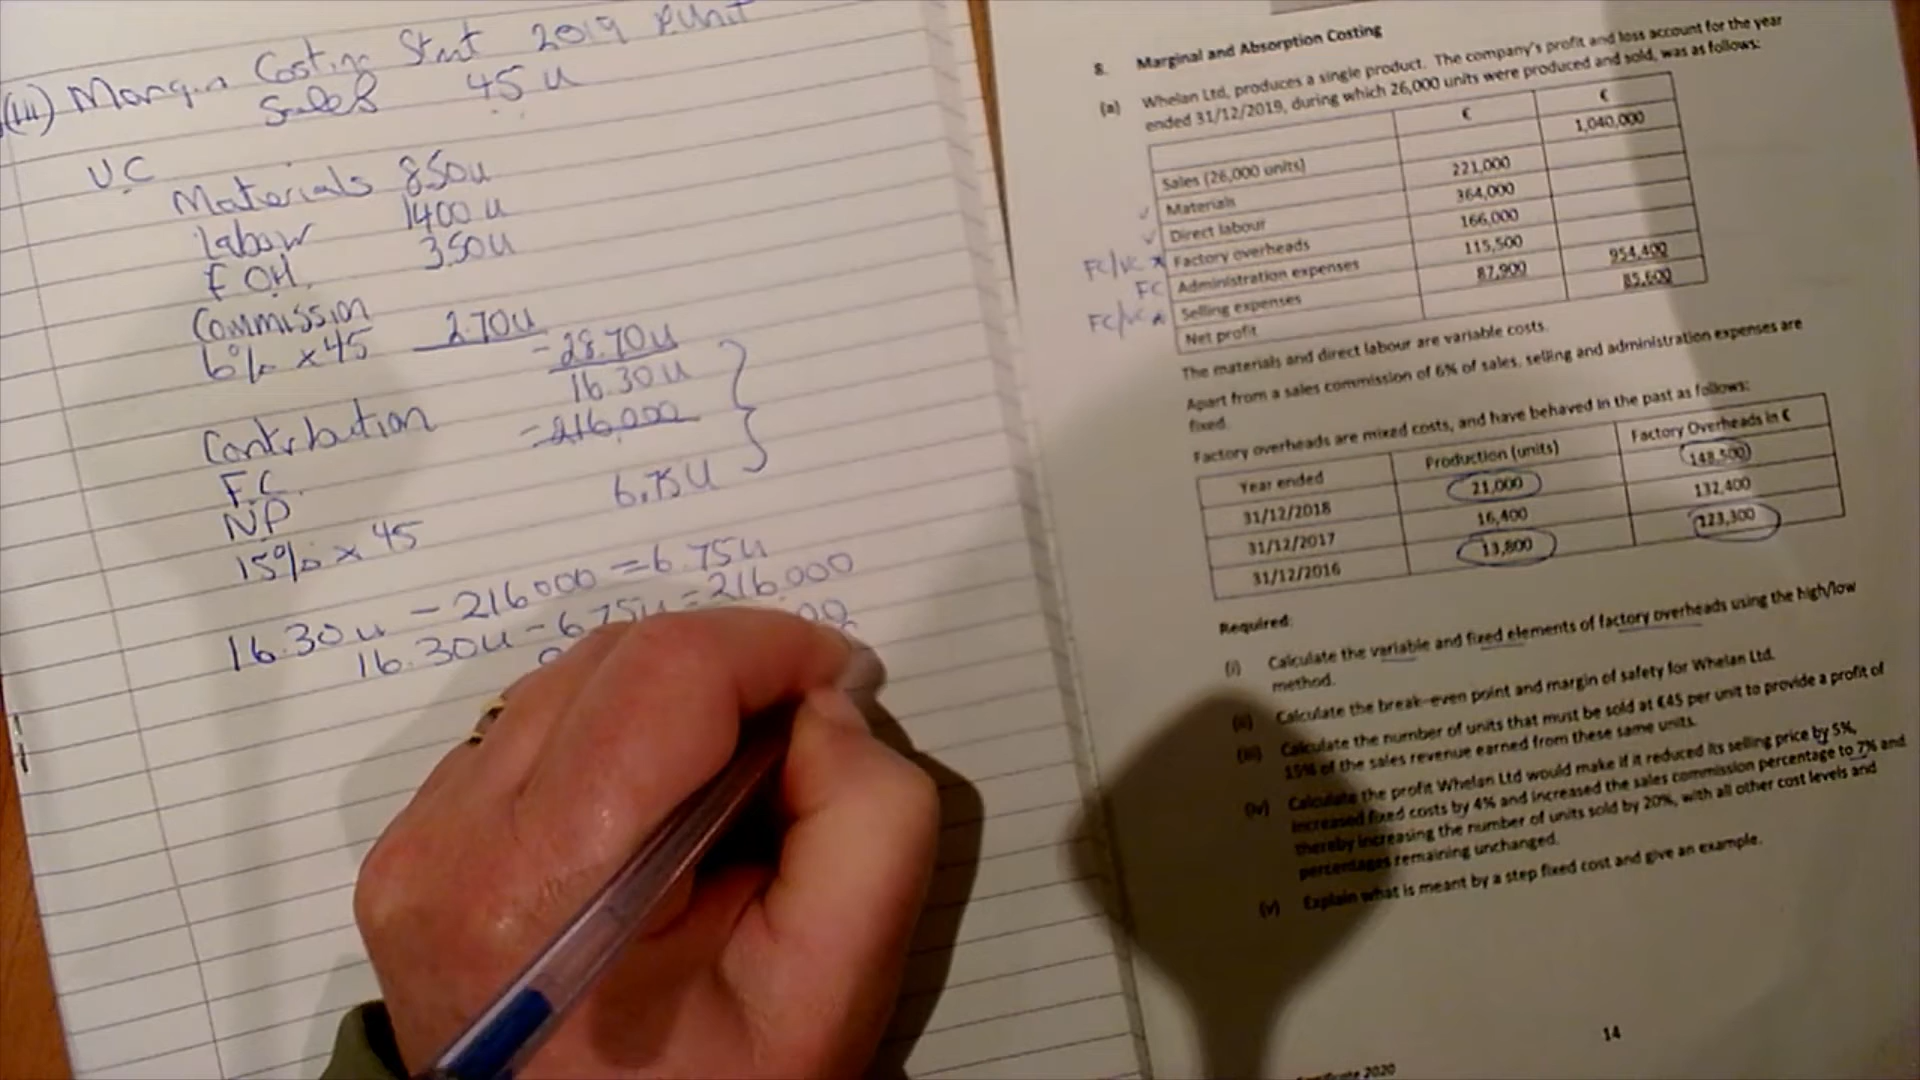 (iii) Margin Costing Stmt 2019 P Unit
Sales 45 u
V.C
Materials 8.50u
Labour 14.00 u
F OH. 3.50u
Commission
6% x 45 2.70u
- 28.70u
Contribution 16.30u
F.C. - 216,000
NP
15% x 45 6.75u
16.30u - 216000 = 6.75u
16.30u - 6.75u = 216,000
8. Marginal and Absorption Costing
(a) Whelan Ltd, produces a single product. The company's profit and loss account for the year
ended 31/12/2019, during which 26,000 units were produced and sold, was as follows:
€ €
Sales (26,000 units) 1,040,000
Materials 221,000
Direct labour 364,000
FC/VC Factory overheads 166,000
FC Administration expenses 115,500
FC/VC Selling expenses 87,900 954,400
Net profit 85,600
The materials and direct labour are variable costs.
Apart from a sales commission of 6% of sales, selling and administration expenses are
fixed.
Factory overheads are mixed costs, and have behaved in the past as follows:
Year ended Production (units) Factory Overheads in €
31/12/2018 21,000 148,500
31/12/2017 16,400 132,400
31/12/2016 13,800 123,300
Required:
(i) Calculate the variable and fixed elements of factory overheads using the high/low
method.
(ii) Calculate the break-even point and margin of safety for Whelan Ltd.
(iii) Calculate the number of units that must be sold at €45 per unit to provide a profit of
15% of the sales revenue earned from these same units.
(iv) Calculate the profit Whelan Ltd would make if it reduced its selling price by 5%,
increased fixed costs by 4% and increased the sales commission percentage to 7% and
thereby increasing the number of units sold by 20%, with all other cost levels and
percentages remaining unchanged.
(v) Explain what is meant by a step fixed cost and give an example.
14
2020